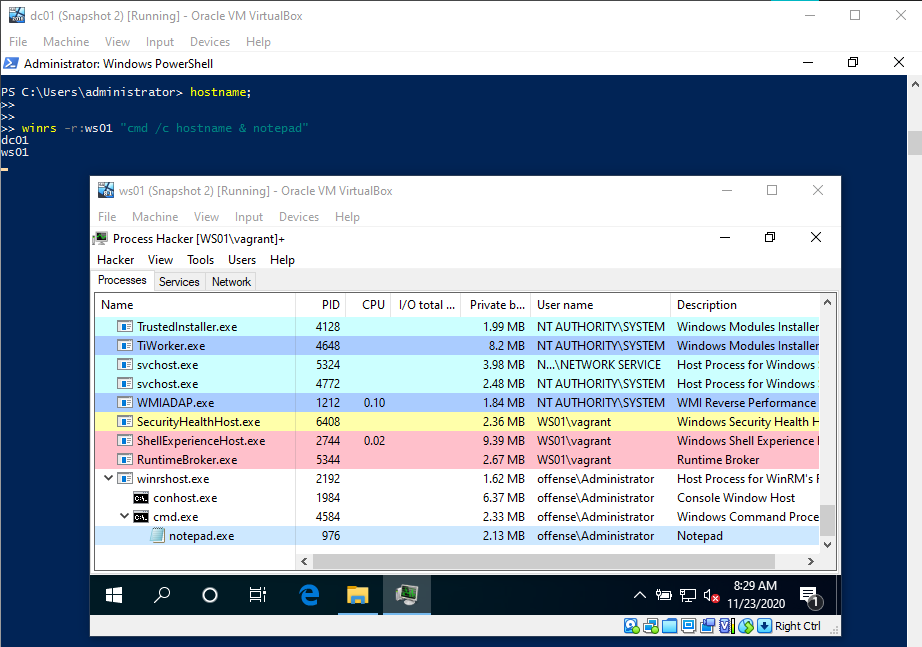 dc01 (Snapshot 2) [Running] - Oracle VM VirtualBox
File Machine View Input Devices Help
Administrator: Windows PowerShell
PS C:\Users\administrator> hostname;
>>
>>
>> winrs -r:ws01 "cmd /c hostname & notepad"
dc01
ws01
ws01 (Snapshot 2) [Running] - Oracle VM VirtualBox
File Machine View Input Devices Help
Process Hacker [WS01\vagrant]+
Hacker View Tools Users Help
Processes Services Network
Name PID CPU I/O total ... Private b... User name Description
TrustedInstaller.exe 4128 1.99 MB NT AUTHORITY\SYSTEM Windows Modules Installer
TiWorker.exe 4648 8.2 MB NT AUTHORITY\SYSTEM Windows Modules Installer
svchost.exe 5324 3.98 MB N...\NETWORK SERVICE Host Process for Windows
svchost.exe 4772 2.48 MB NT AUTHORITY\SYSTEM Host Process for Windows
WMIADAP.exe 1212 0.10 1.84 MB NT AUTHORITY\SYSTEM WMI Reverse Performance
SecurityHealthHost.exe 6408 2.36 MB WS01\vagrant Windows Security Health H
ShellExperienceHost.exe 2744 0.02 9.39 MB WS01\vagrant Windows Shell Experience
RuntimeBroker.exe 5344 2.67 MB WS01\vagrant Runtime Broker
winrshost.exe 2192 1.62 MB offense\Administrator Host Process for WinRM's
conhost.exe 1984 6.37 MB offense\Administrator Console Window Host
cmd.exe 4584 2.33 MB offense\Administrator Windows Command Proce
notepad.exe 976 2.13 MB offense\Administrator Notepad
8:29 AM
11/23/2020
1
Right Ctrl